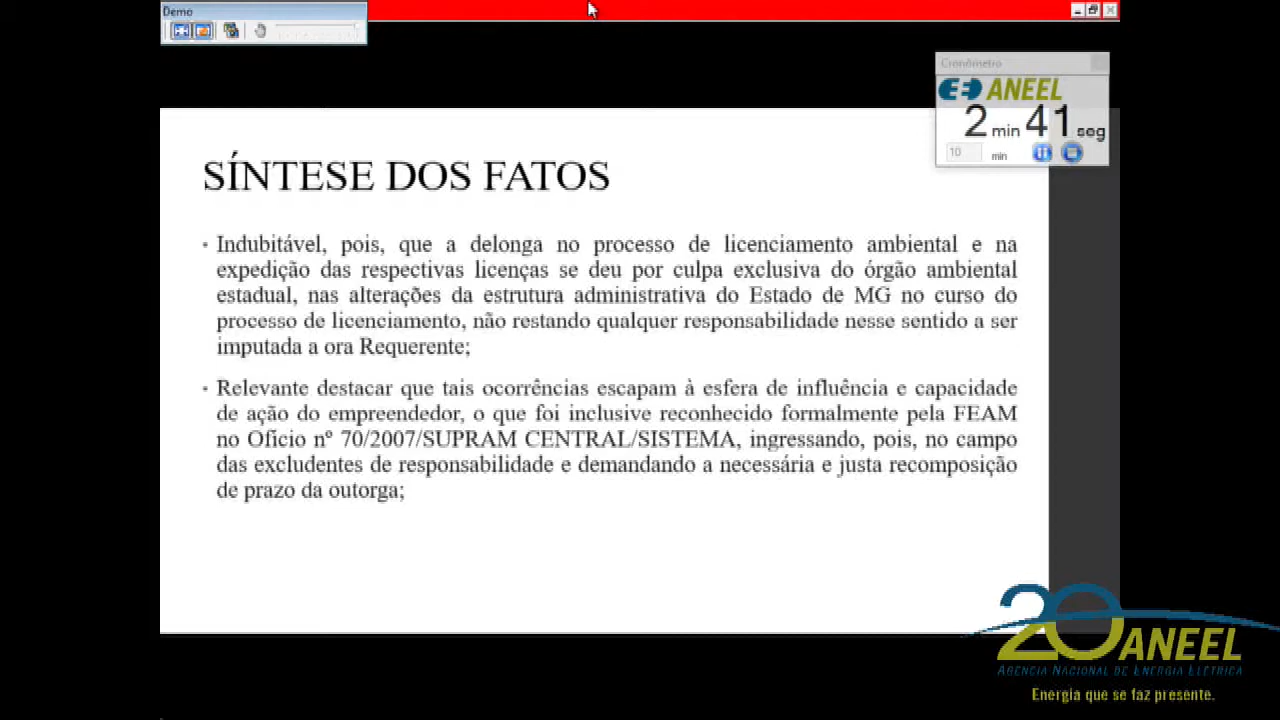 Demo
Cronômetro
ANEEL
2 min 41 seg
10 min
SÍNTESE DOS FATOS
• Indubitável, pois, que a delonga no processo de licenciamento ambiental e na
expedição das respectivas licenças se deu por culpa exclusiva do órgão ambiental
estadual, nas alterações da estrutura administrativa do Estado de MG no curso do
processo de licenciamento, não restando qualquer responsabilidade nesse sentido a ser
imputada a ora Requerente;
• Relevante destacar que tais ocorrências escapam à esfera de influência e capacidade
de ação do empreendedor, o que foi inclusive reconhecido formalmente pela FEAM
no Ofício nº 70/2007/SUPRAM CENTRAL/SISTEMA, ingressando, pois, no campo
das excludentes de responsabilidade e demandando a necessária e justa recomposição
de prazo da outorga;
20 ANEEL
AGENCIA NACIONAL DE ENERGIA ELÉTRICA
Energia que se faz presente.